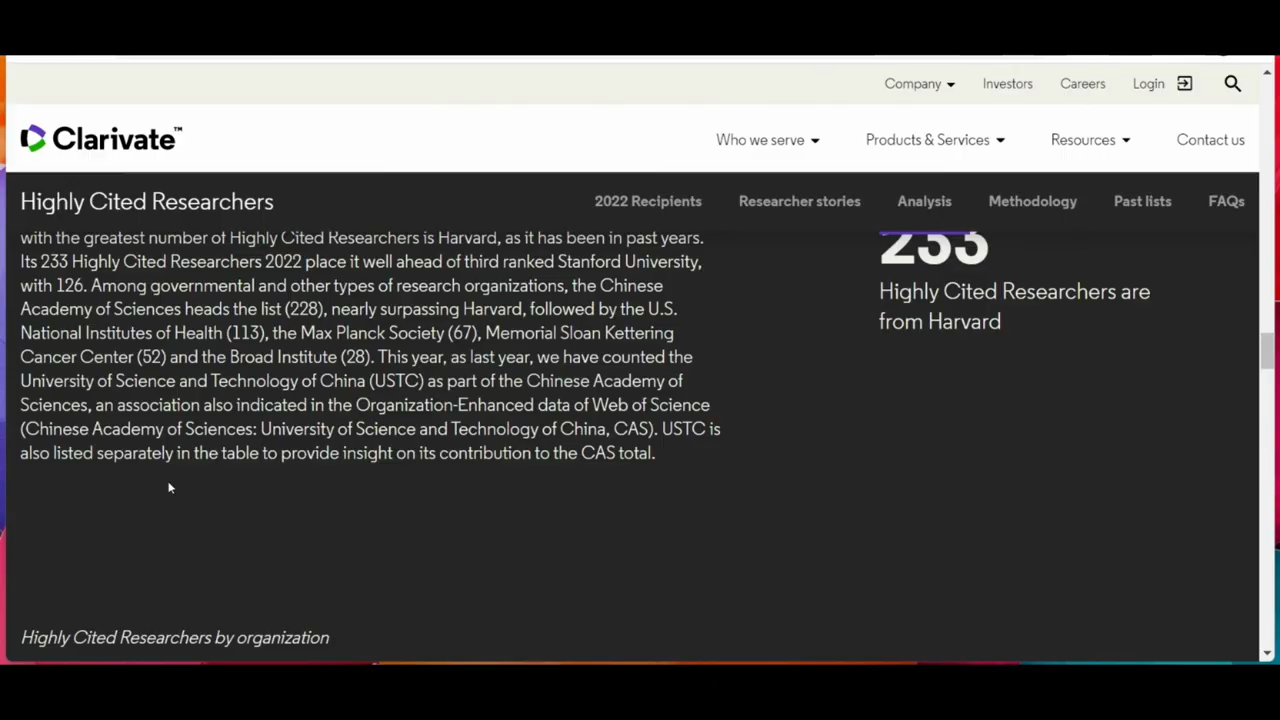 Company
Investors
Careers
Login
Clarivate™
Who we serve
Products & Services
Resources
Contact us
Highly Cited Researchers
2022 Recipients
Researcher stories
Analysis
Methodology
Past lists
FAQs
with the greatest number of Highly Cited Researchers is Harvard, as it has been in past years.
Its 233 Highly Cited Researchers 2022 place it well ahead of third ranked Stanford University,
with 126. Among governmental and other types of research organizations, the Chinese
Academy of Sciences heads the list (228), nearly surpassing Harvard, followed by the U.S.
National Institutes of Health (113), the Max Planck Society (67), Memorial Sloan Kettering
Cancer Center (52) and the Broad Institute (28). This year, as last year, we have counted the
University of Science and Technology of China (USTC) as part of the Chinese Academy of
Sciences, an association also indicated in the Organization-Enhanced data of Web of Science
(Chinese Academy of Sciences: University of Science and Technology of China, CAS). USTC is
also listed separately in the table to provide insight on its contribution to the CAS total.
233
Highly Cited Researchers are
from Harvard
Highly Cited Researchers by organization